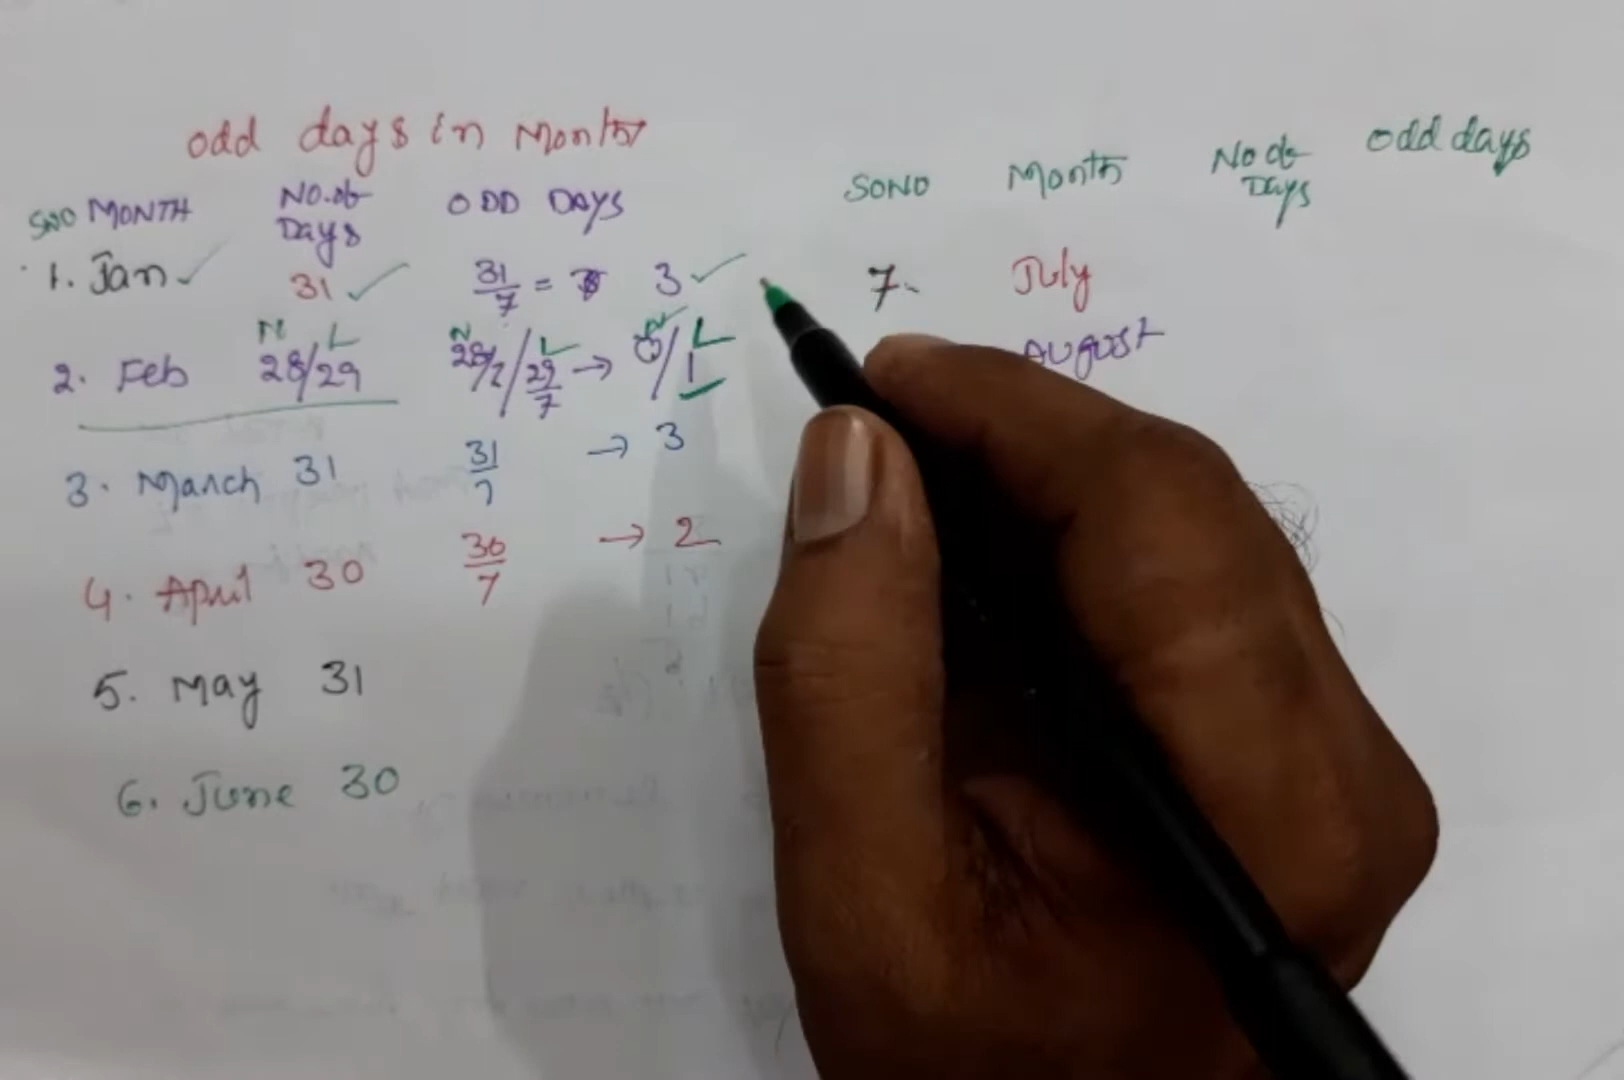 odd days in Month
SNO MONTH NO. of Days ODD DAYS
1. Jan 31 31/7 = 3
2. Feb N 28/ L 29 N 28/7 / L 29/7 → N 0/ L 1
3. March 31 31/7 → 3
4. April 30 30/7 → 2
5. May 31
6. June 30
SONO Month No of Days odd days
7. July
August